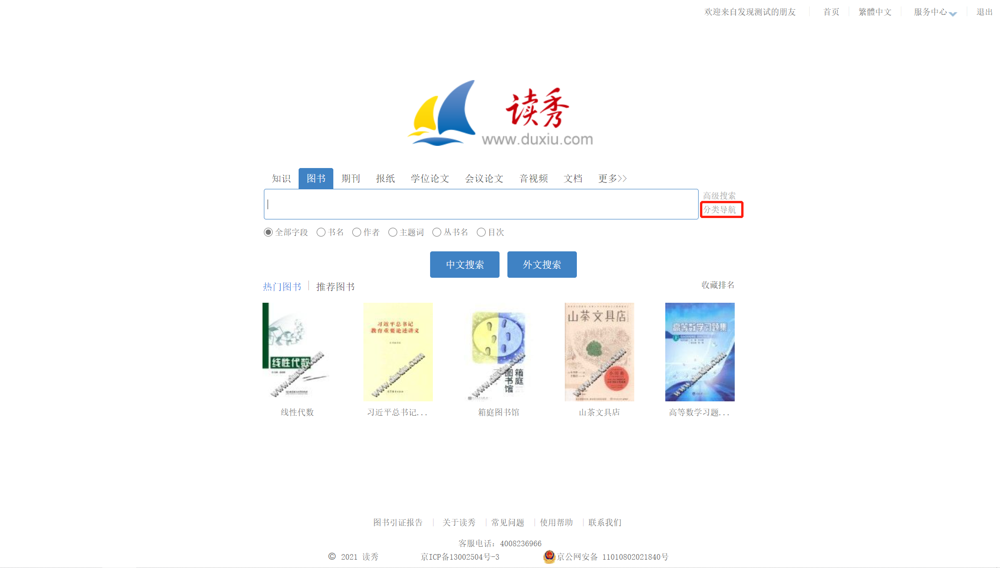 欢迎来自发现测试的朋友 首页 繁體中文 服务中心 退出
读秀
www.duxiu.com
知识 图书 期刊 报纸 学位论文 会议论文 音视频 文档 更多>>
高级搜索
分类导航
全部字段 书名 作者 主题词 丛书名 目次
中文搜索 外文搜索
热门图书 推荐图书 收藏排名
线性代数
www.duxiu.com
习近平总书记
教育重要论述讲义
www.duxiu.com
箱庭图书馆
www.duxiu.com
山茶文具店
www.duxiu.com
高等数学习题集
www.duxiu.com
线性代数 习近平总书记... 箱庭图书馆 山茶文具店 高等数学习题...
图书引证报告 关于读秀 常见问题 使用帮助 联系我们
客服电话：4008236966
© 2021 读秀 京ICP备13002504号-3 京公网安备 11010802021840号